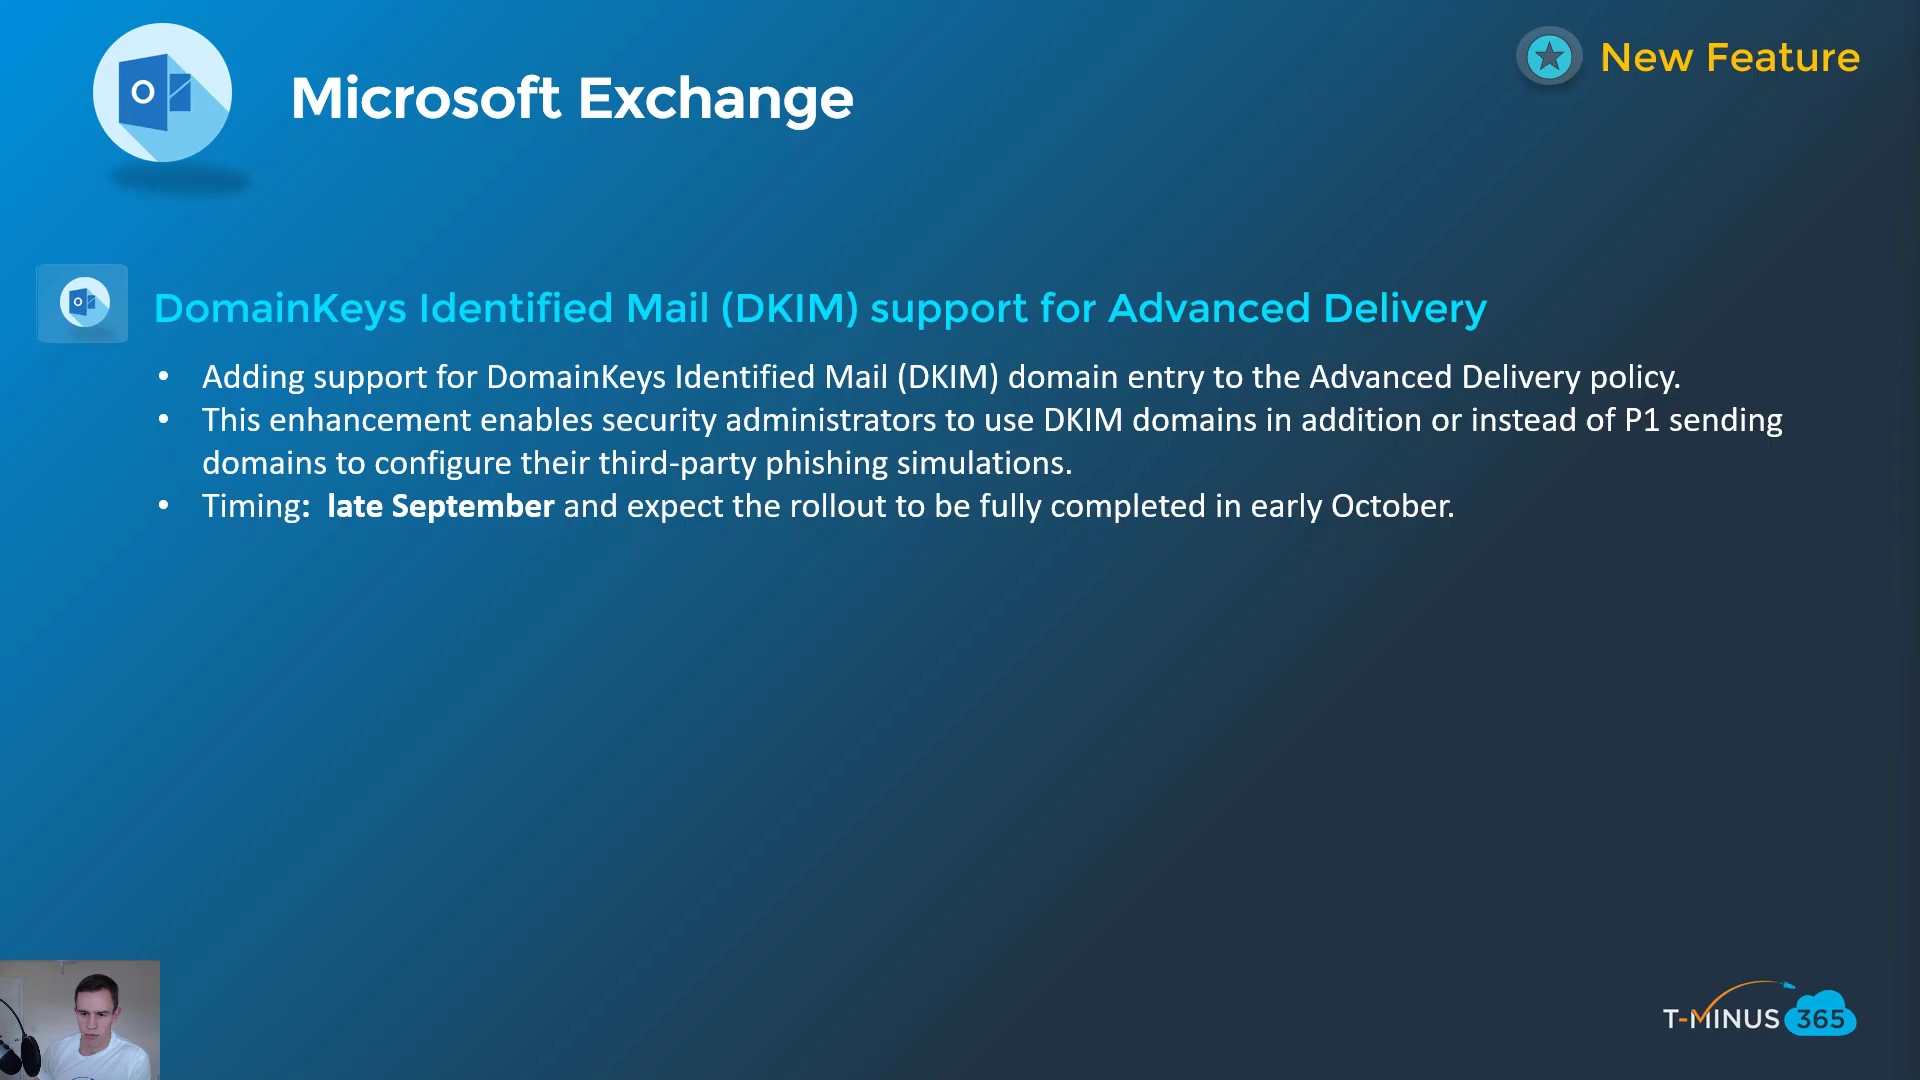 New Feature
Microsoft Exchange
DomainKeys Identified Mail (DKIM) support for Advanced Delivery
• Adding support for DomainKeys Identified Mail (DKIM) domain entry to the Advanced Delivery policy.
• This enhancement enables security administrators to use DKIM domains in addition or instead of P1 sending
domains to configure their third-party phishing simulations.
• Timing: late September and expect the rollout to be fully completed in early October.
T-MINUS 365